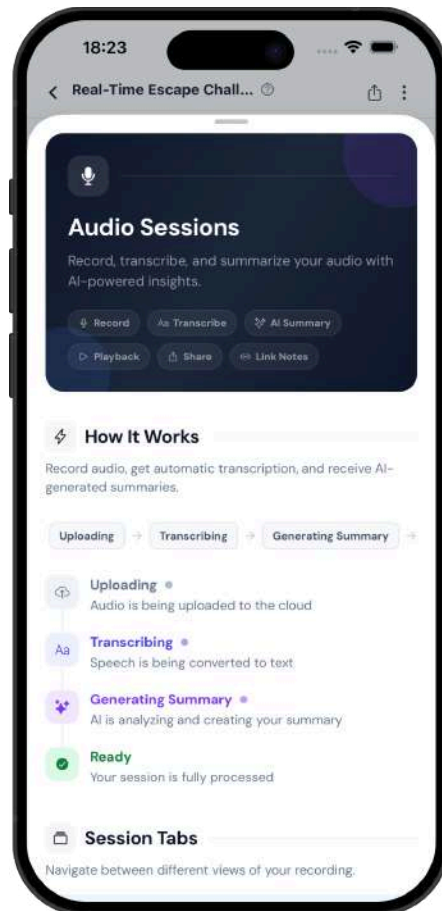 18:23
Real-Time Escape Chall...
Audio Sessions
Record, transcribe, and summarize your audio with
AI-powered insights.
Record Aa Transcribe AI Summary
Playback Share Link Notes
How It Works
Record audio, get automatic transcription, and receive AI-
generated summaries.
Uploading → Transcribing → Generating Summary →
Uploading
Audio is being uploaded to the cloud
Aa Transcribing
Speech is being converted to text
Generating Summary
AI is analyzing and creating your summary
Ready
Your session is fully processed
Session Tabs
Navigate between different views of your recording.